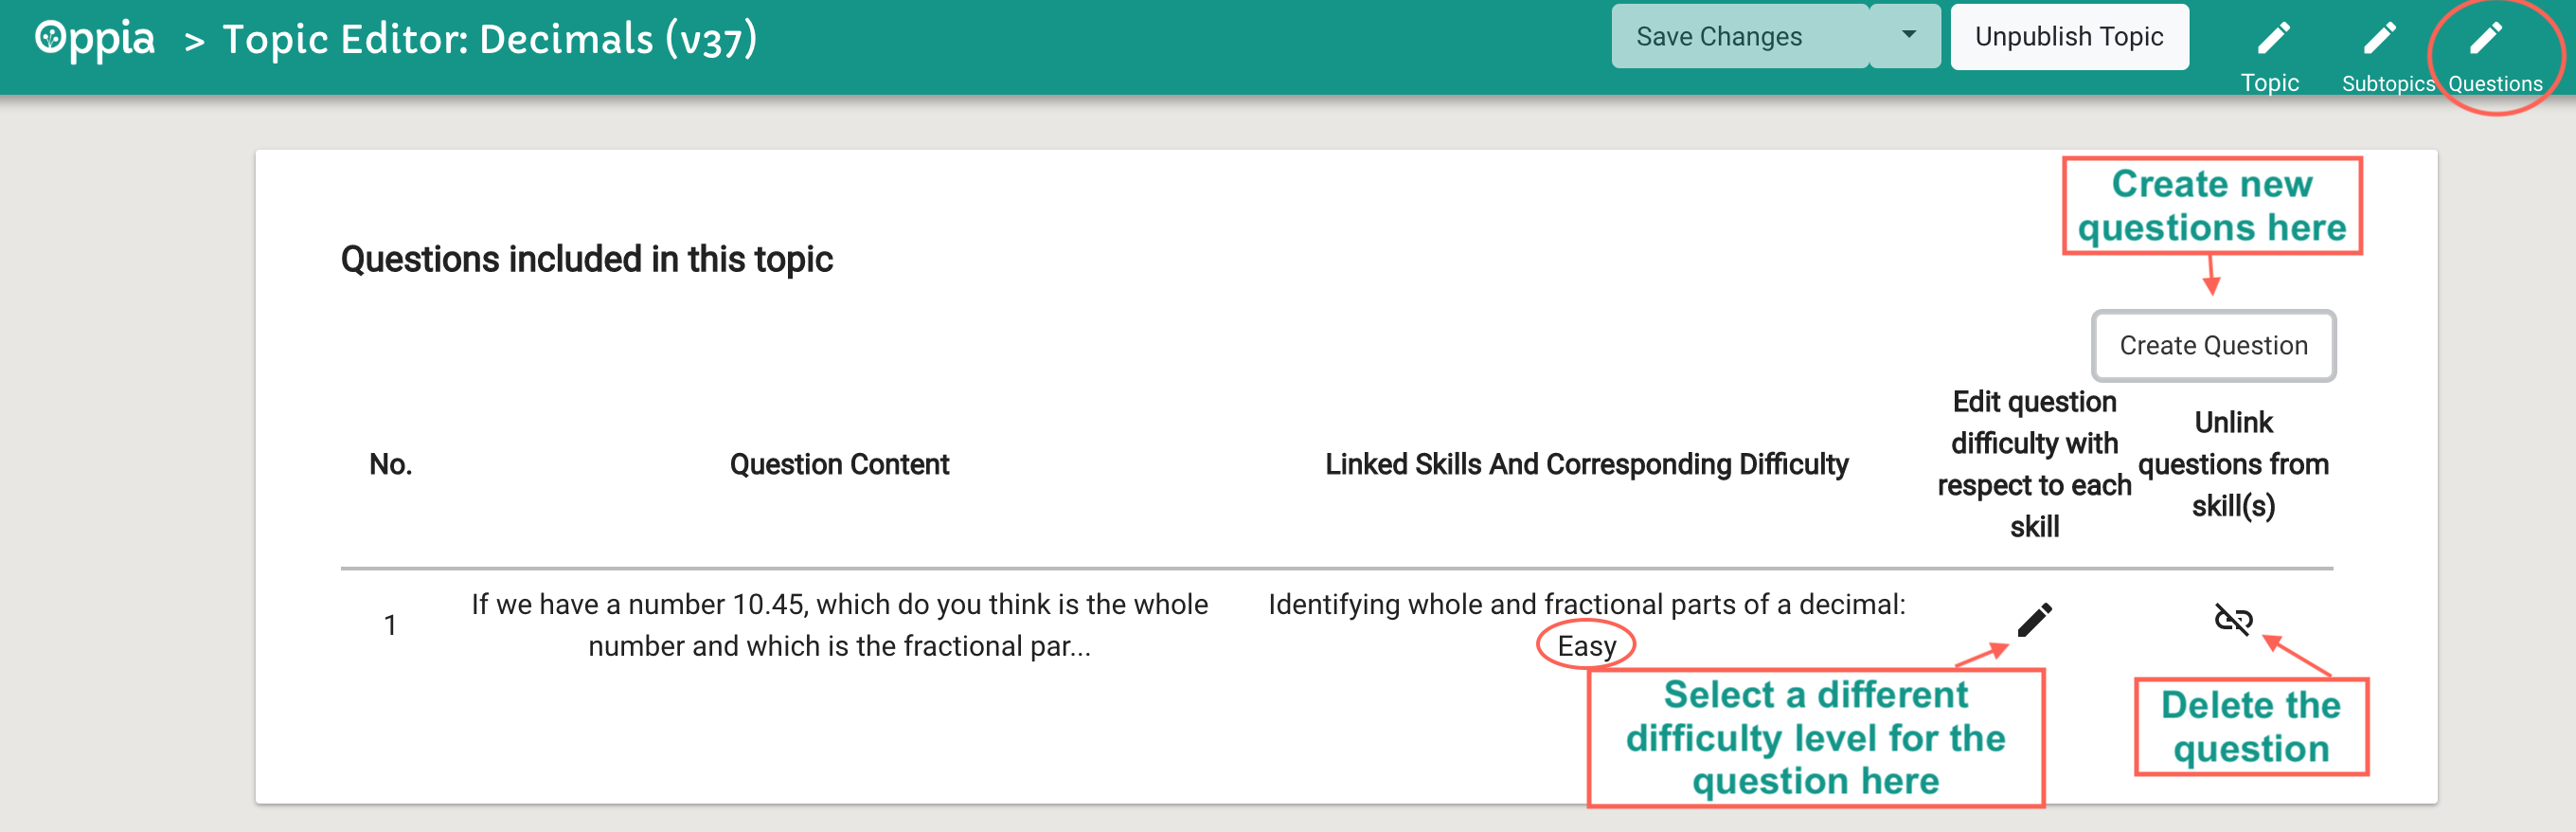 Oppia > Topic Editor: Decimals (v37)
Save Changes
Unpublish Topic
Topic
Subtopics
Questions
Create new
questions here
Questions included in this topic
Create Question
No.
Question Content
Linked Skills And Corresponding Difficulty
Edit question
difficulty with
respect to each
skill
Unlink
questions from
skill(s)
1
If we have a number 10.45, which do you think is the whole
number and which is the fractional par...
Identifying whole and fractional parts of a decimal:
Easy
Select a different
difficulty level for the
question here
Delete the
question